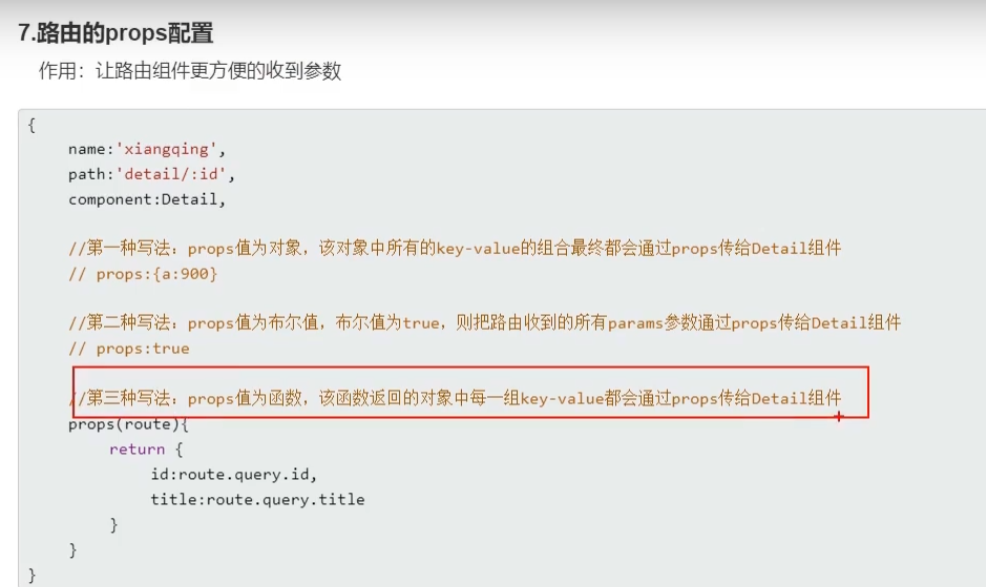 7.路由的props配置
作用：让路由组件更方便的收到参数
{
name:'xiangqing',
path:'detail/:id',
component:Detail,
//第一种写法：props值为对象，该对象中所有的key-value的组合最终都会通过props传给Detail组件
// props:{a:900}
//第二种写法：props值为布尔值，布尔值为true，则把路由收到的所有params参数通过props传给Detail组件
// props:true
//第三种写法：props值为函数，该函数返回的对象中每一组key-value都会通过props传给Detail组件
props(route){
return {
id:route.query.id,
title:route.query.title
}
}
}